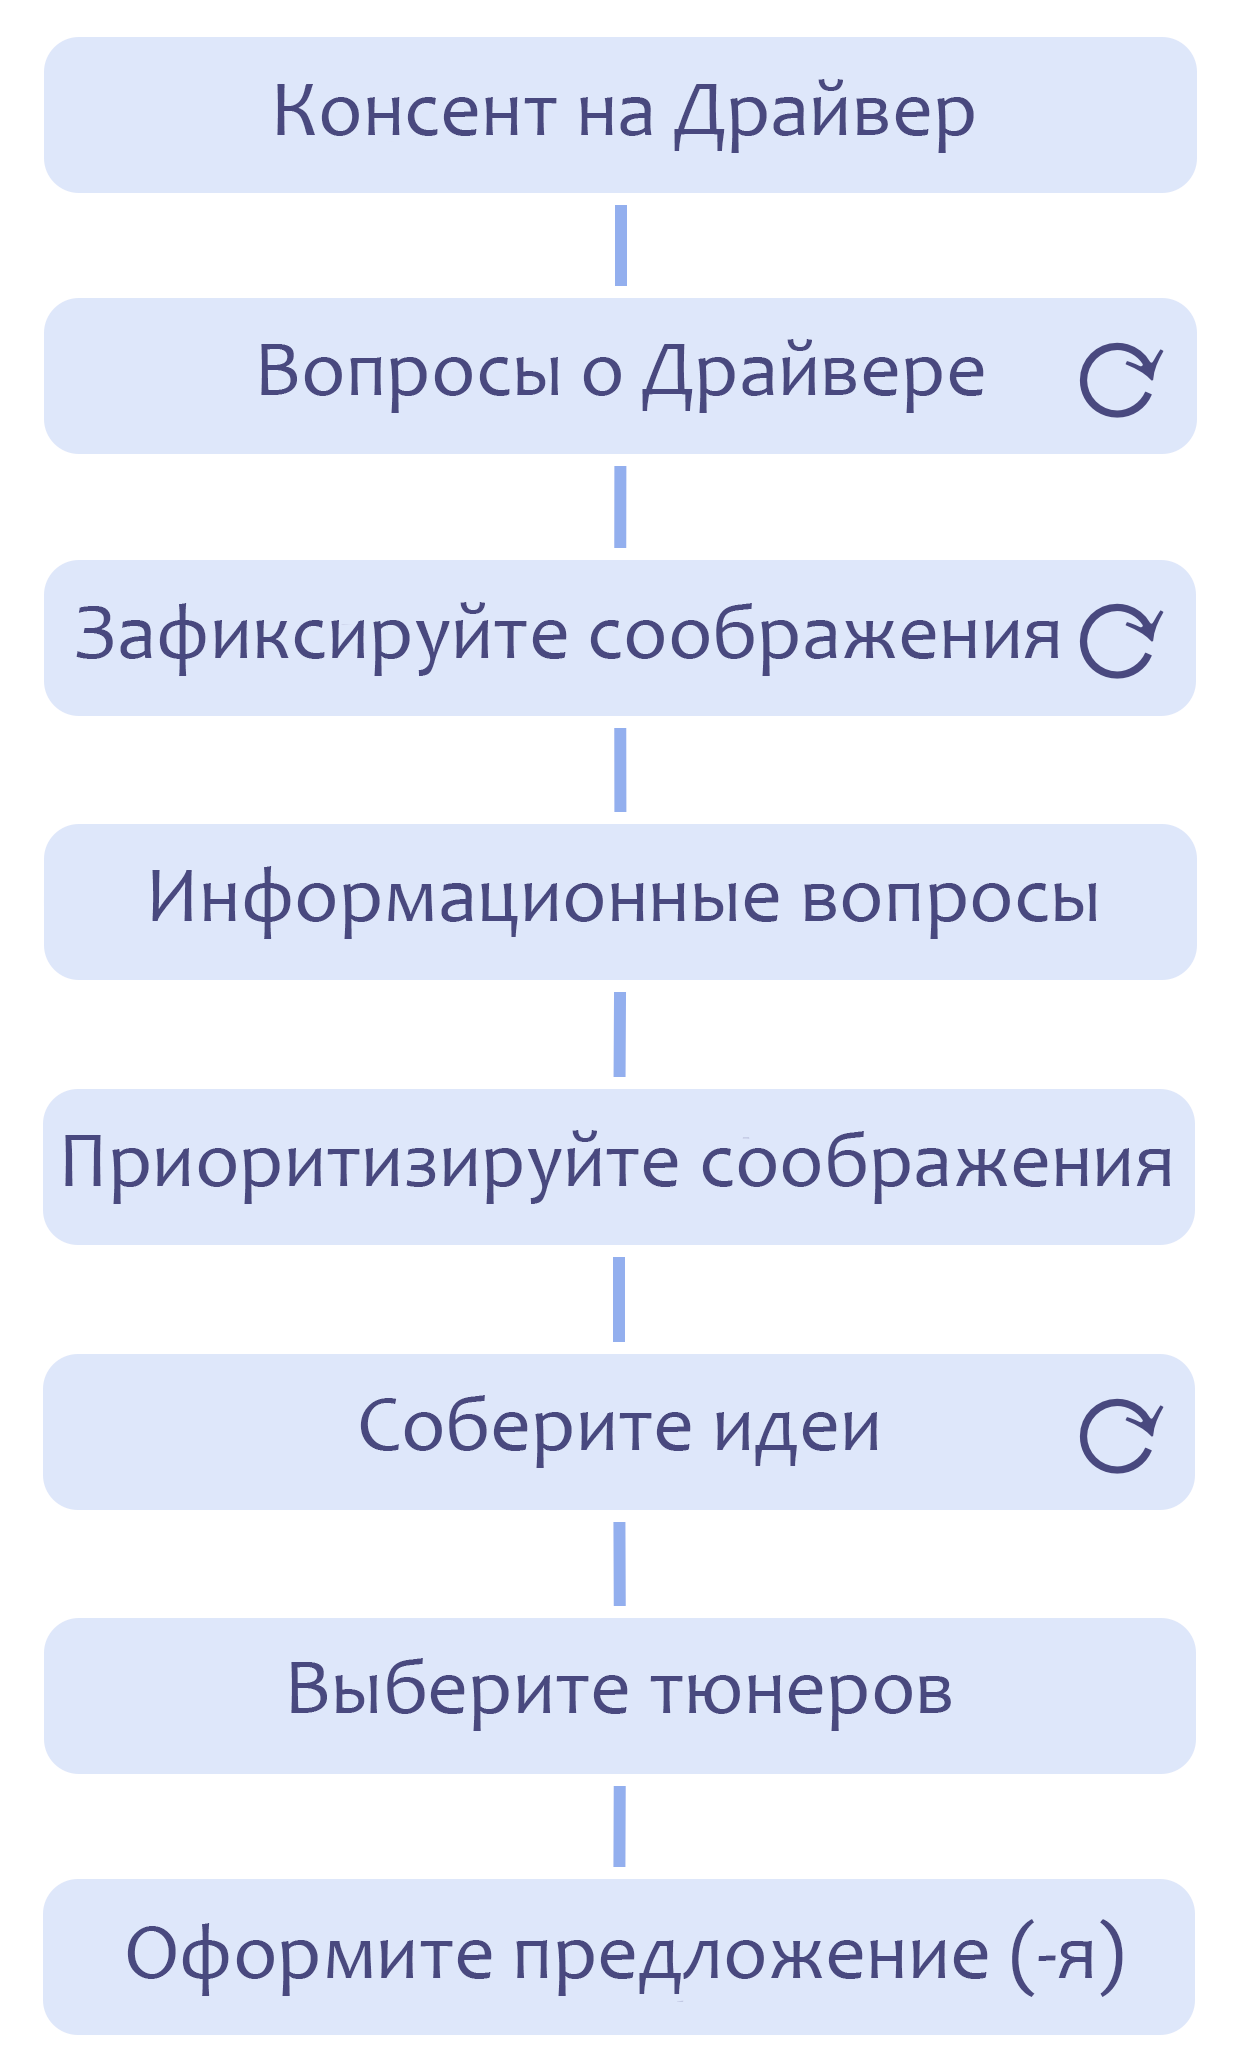 Консент на Драйвер
Вопросы о Драйвере
Зафиксируйте соображения
Информационные вопросы
Приоритизируйте соображения
Соберите идеи
Выберите тюнеров
Оформите предложение (-я)